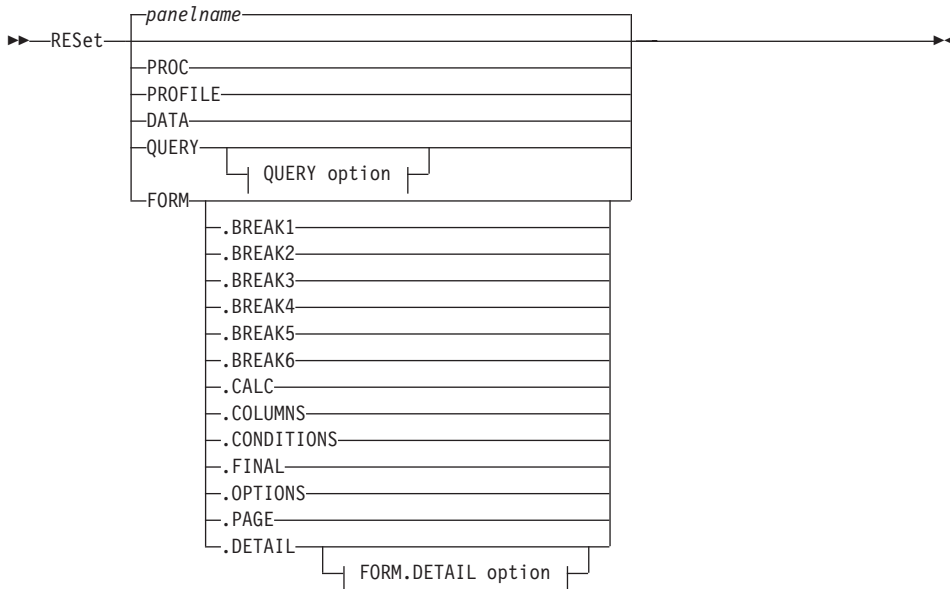 panelname
RESet
PROC
PROFILE
DATA
QUERY
QUERY option
FORM
.BREAK1
.BREAK2
.BREAK3
.BREAK4
.BREAK5
.BREAK6
.CALC
.COLUMNS
.CONDITIONS
.FINAL
.OPTIONS
.PAGE
.DETAIL
FORM.DETAIL option